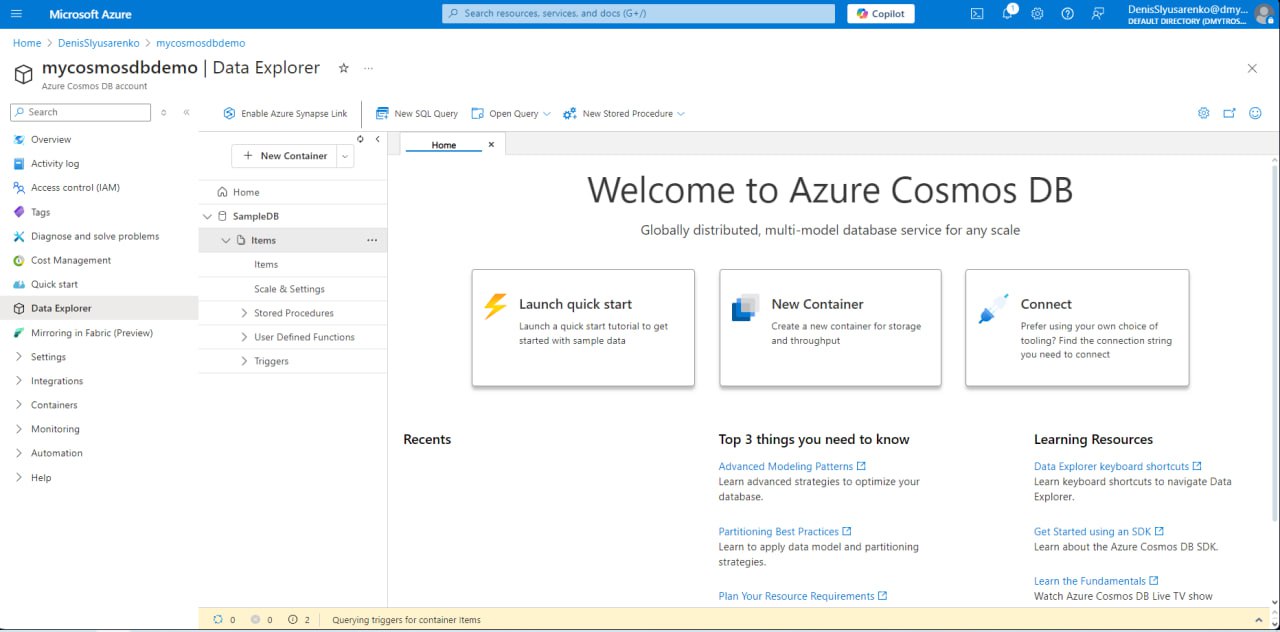 Microsoft Azure
Search resources, services, and docs (G+/)
Copilot
1
DenisSlyusarenko@dmy...
DEFAULT DIRECTORY (DMYTROS...
Home > DenisSlyusarenko > mycosmosdbdemo
mycosmosdbdemo | Data Explorer
Azure Cosmos DB account
Search
Enable Azure Synapse Link
New SQL Query
Open Query
New Stored Procedure
Overview
Activity log
Access control (IAM)
Tags
Diagnose and solve problems
Cost Management
Quick start
Data Explorer
Mirroring in Fabric (Preview)
Settings
Integrations
Containers
Monitoring
Automation
Help
New Container
Home
SampleDB
Items
Items
Scale & Settings
Stored Procedures
User Defined Functions
Triggers
Home
Welcome to Azure Cosmos DB
Globally distributed, multi-model database service for any scale
Launch quick start
Launch a quick start tutorial to get
started with sample data
New Container
Create a new container for storage
and throughput
Connect
Prefer using your own choice of
tooling? Find the connection string
you need to connect
Recents
Top 3 things you need to know
Advanced Modeling Patterns
Learn advanced strategies to optimize your
database.
Partitioning Best Practices
Learn to apply data model and partitioning
strategies.
Plan Your Resource Requirements
Learning Resources
Data Explorer keyboard shortcuts
Learn keyboard shortcuts to navigate Data
Explorer.
Get Started using an SDK
Learn about the Azure Cosmos DB SDK.
Learn the Fundamentals
Watch Azure Cosmos DB Live TV show
0 0 2 Querying triggers for container Items